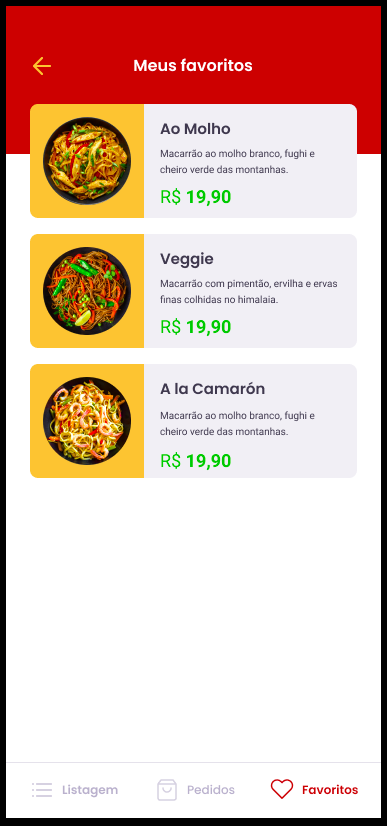 Meus favoritos
Ao Molho
Macarrão ao molho branco, fughi e
cheiro verde das montanhas.
R$ 19,90
Veggie
Macarrão com pimentão, ervilha e ervas
finas colhidas no himalaia.
R$ 19,90
A la Camarón
Macarrão ao molho branco, fughi e
cheiro verde das montanhas.
R$ 19,90
Listagem
Pedidos
Favoritos